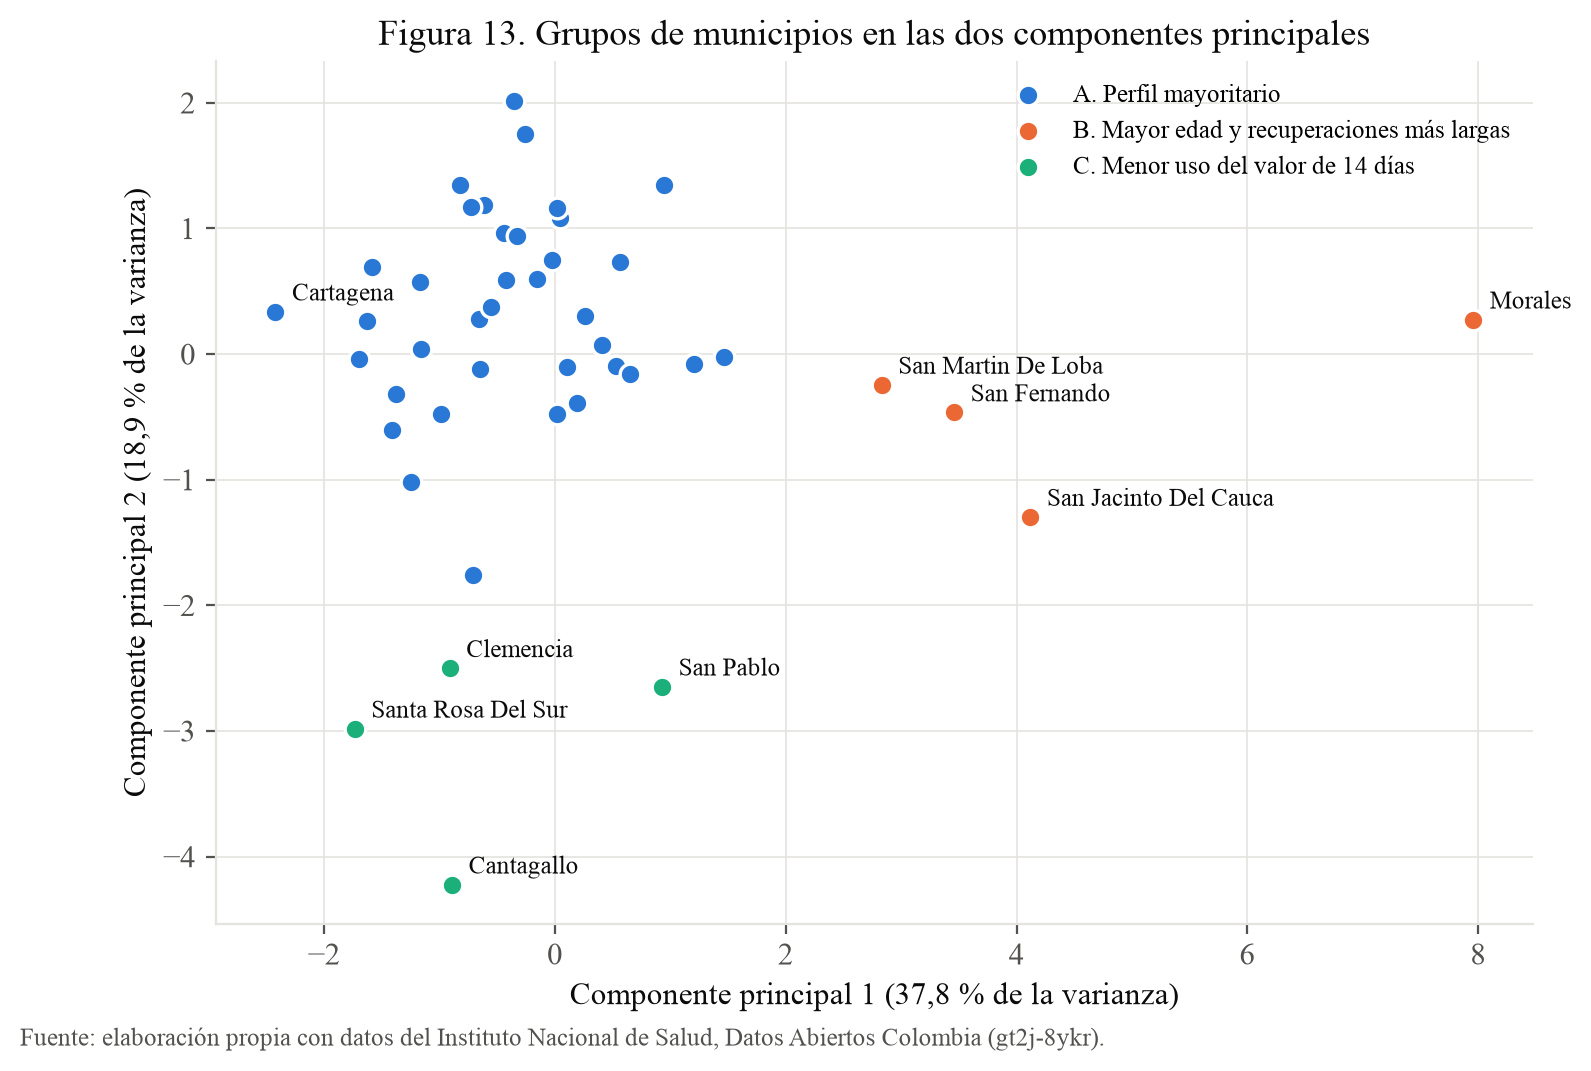 Figura 13. Grupos de municipios en las dos componentes principales
A. Perfil mayoritario
B. Mayor edad y recuperaciones más largas
C. Menor uso del valor de 14 días
Componente principal 2 (18,9 % de la varianza)
2
1
0
−1
−2
−3
−4
Cartagena
Morales
San Martin De Loba
San Fernando
San Jacinto Del Cauca
Clemencia
San Pablo
Santa Rosa Del Sur
Cantagallo
−2
0
2
4
6
8
Componente principal 1 (37,8 % de la varianza)
Fuente: elaboración propia con datos del Instituto Nacional de Salud, Datos Abiertos Colombia (gt2j-8ykr).